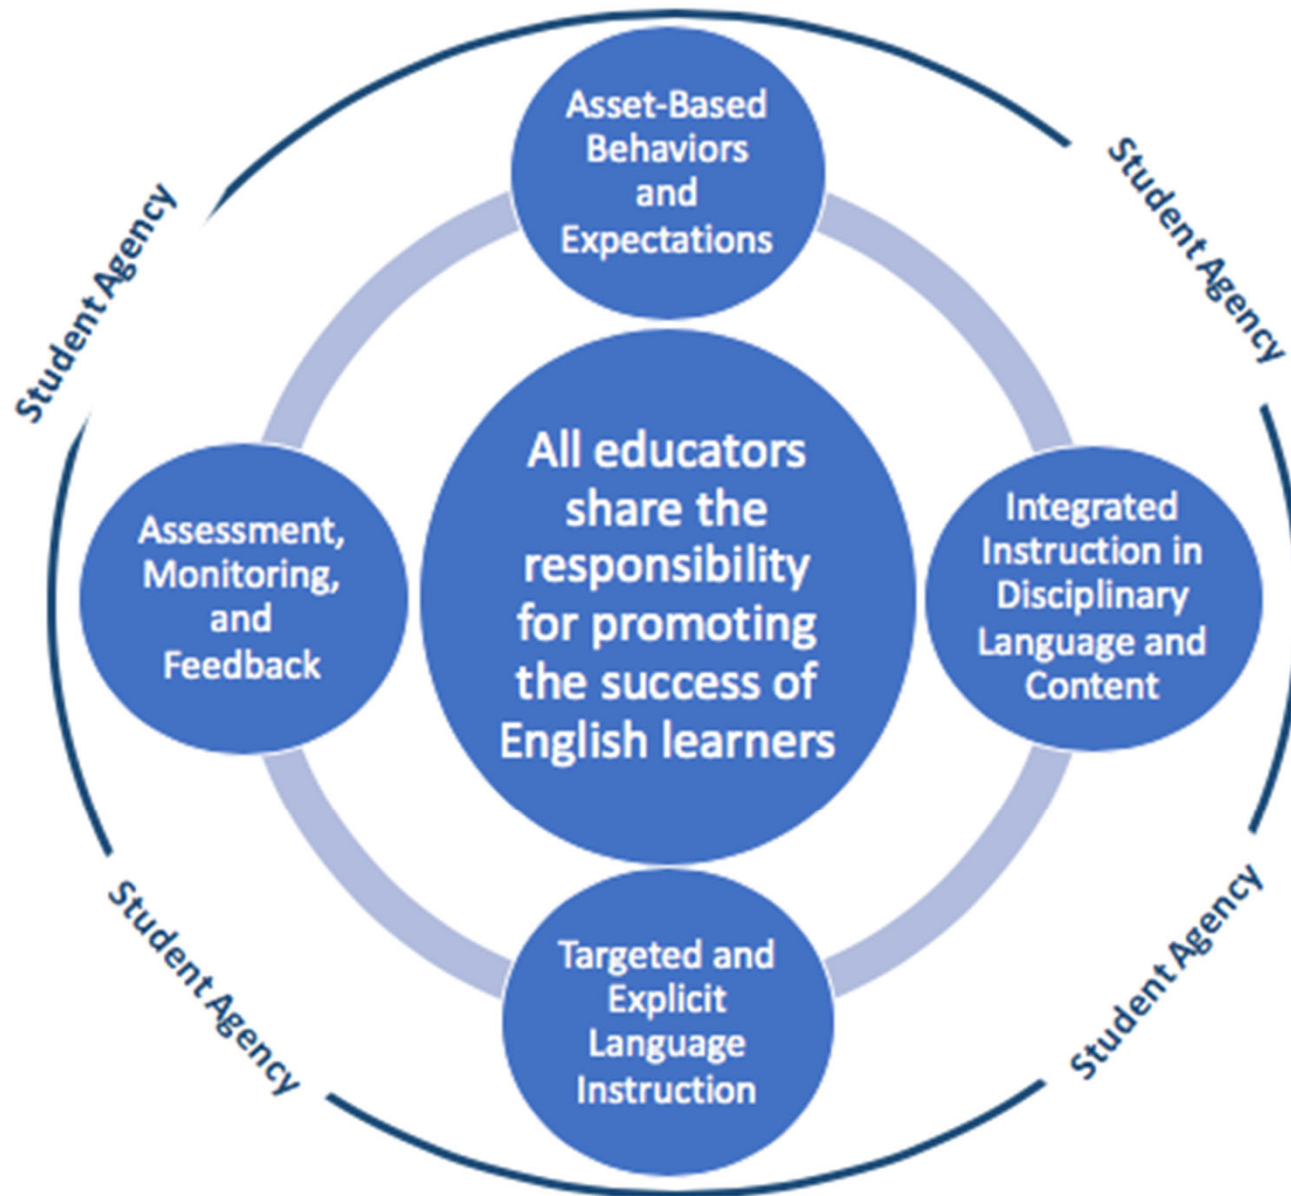 Asset-Based
Behaviors
and
Expectations
Student Agency
Student Agency
All educators
share the
responsibility
for promoting
the success of
English learners
Assessment,
Monitoring,
and
Feedback
Integrated
Instruction in
Disciplinary
Language and
Content
Targeted and
Explicit
Language
Instruction
Student Agency
Student Agency